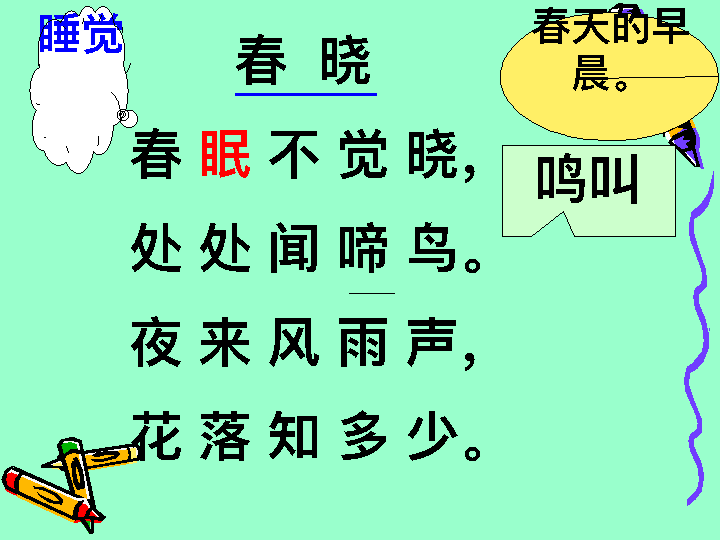 睡觉
春天的早
晨。
春 晓
春 眠 不 觉 晓，
鸣叫
处 处 闻 啼 鸟。
夜 来 风 雨 声，
花 落 知 多 少。